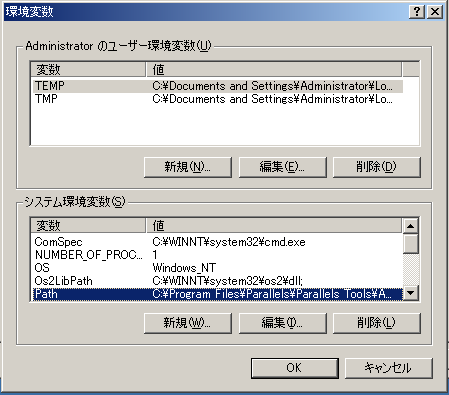 環境変数
Administrator のユーザー環境変数(U)
変数 値
TEMP C:¥Documents and Settings¥Administrator¥Lo...
TMP C:¥Documents and Settings¥Administrator¥Lo...
新規(N)... 編集(E)... 削除(D)
システム環境変数(S)
変数 値
ComSpec C:¥WINNT¥system32¥cmd.exe
NUMBER_OF_PROC... 1
OS Windows_NT
Os2LibPath C:¥WINNT¥system32¥os2¥dll;
Path C:¥Program Files¥Parallels¥Parallels Tools¥A...
新規(W)... 編集(I)... 削除(L)
OK キャンセル